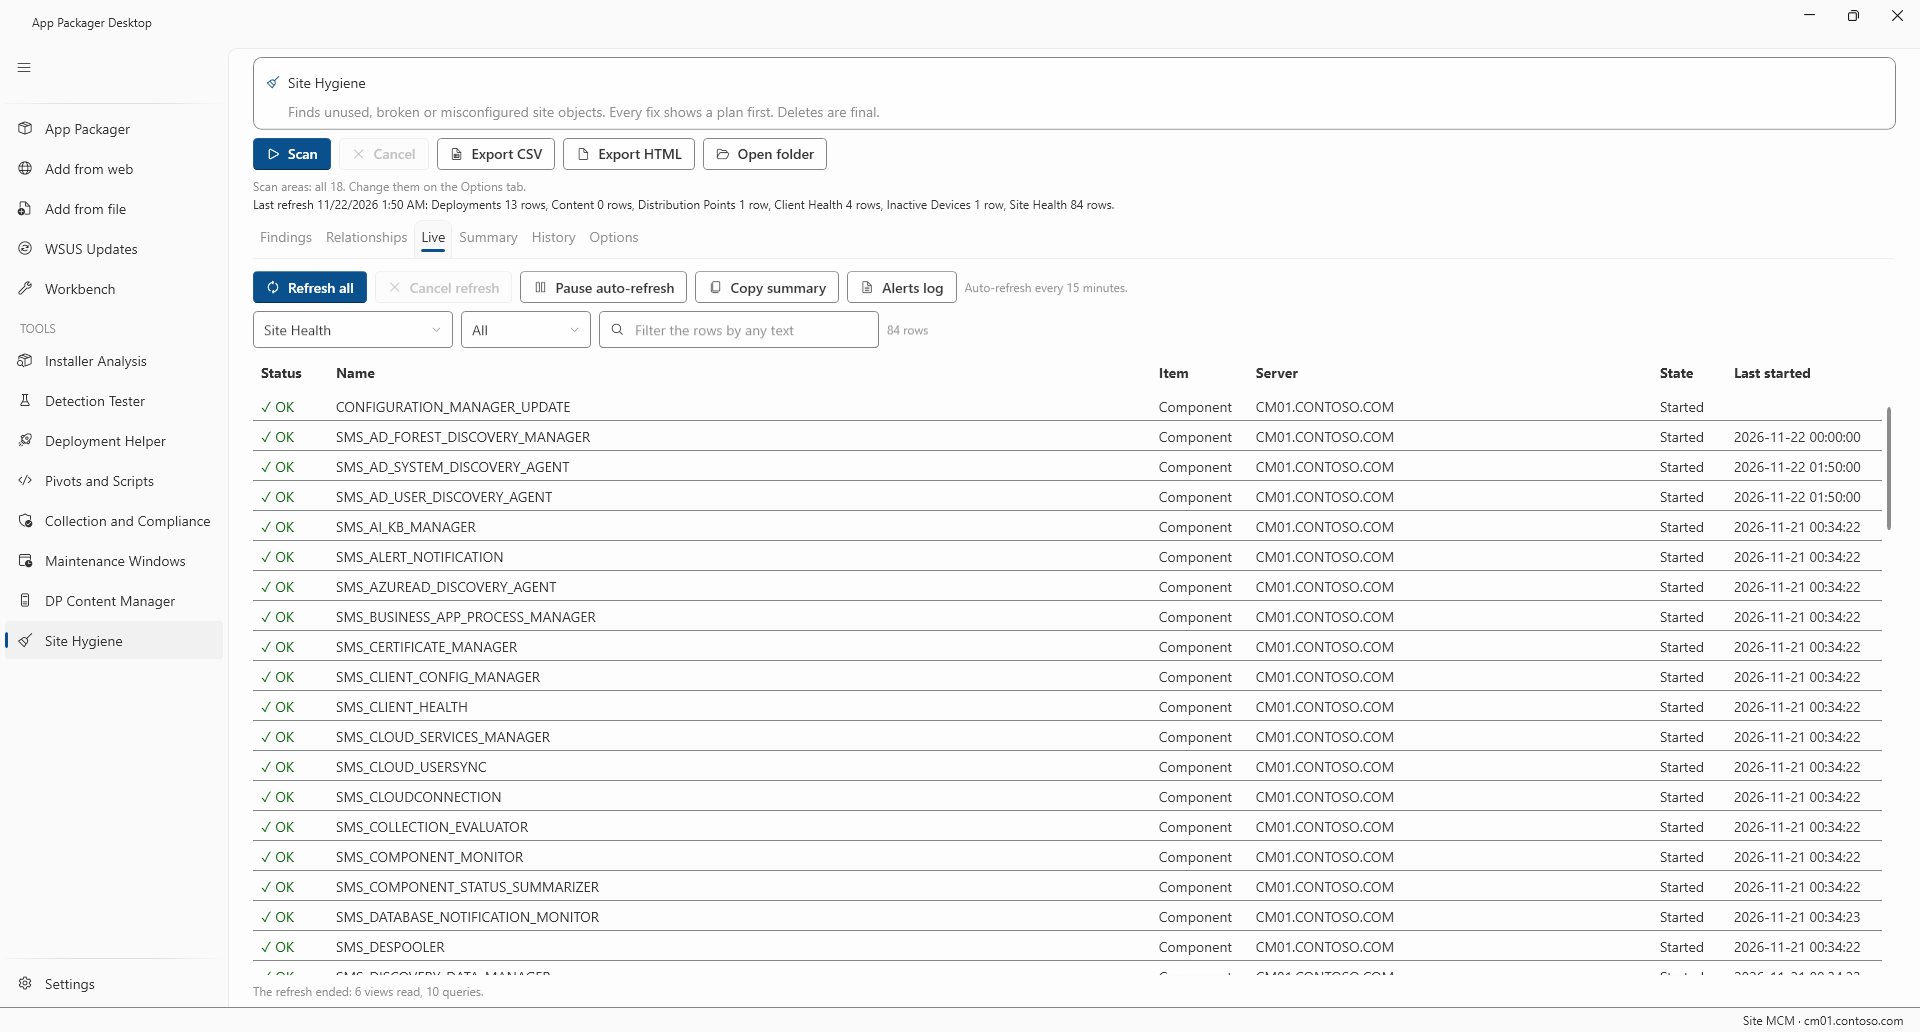 App Packager Desktop
Site Hygiene
Finds unused, broken or misconfigured site objects. Every fix shows a plan first. Deletes are final.
App Packager
Add from web
Add from file
WSUS Updates
Workbench
TOOLS
Installer Analysis
Detection Tester
Deployment Helper
Pivots and Scripts
Collection and Compliance
Maintenance Windows
DP Content Manager
Site Hygiene
Settings
Scan Cancel Export CSV Export HTML Open folder
Scan areas: all 18. Change them on the Options tab.
Last refresh 11/22/2026 1:50 AM: Deployments 13 rows, Content 0 rows, Distribution Points 1 row, Client Health 4 rows, Inactive Devices 1 row, Site Health 84 rows.
Findings Relationships Live Summary History Options
Refresh all Cancel refresh Pause auto-refresh Copy summary Alerts log Auto-refresh every 15 minutes.
Site Health All Filter the rows by any text 84 rows
Status Name Item Server State Last started
✓ OK CONFIGURATION_MANAGER_UPDATE Component CM01.CONTOSO.COM Started
✓ OK SMS_AD_FOREST_DISCOVERY_MANAGER Component CM01.CONTOSO.COM Started 2026-11-22 00:00:00
✓ OK SMS_AD_SYSTEM_DISCOVERY_AGENT Component CM01.CONTOSO.COM Started 2026-11-22 01:50:00
✓ OK SMS_AD_USER_DISCOVERY_AGENT Component CM01.CONTOSO.COM Started 2026-11-22 01:50:00
✓ OK SMS_AI_KB_MANAGER Component CM01.CONTOSO.COM Started 2026-11-21 00:34:22
✓ OK SMS_ALERT_NOTIFICATION Component CM01.CONTOSO.COM Started 2026-11-21 00:34:22
✓ OK SMS_AZUREAD_DISCOVERY_AGENT Component CM01.CONTOSO.COM Started 2026-11-21 00:34:22
✓ OK SMS_BUSINESS_APP_PROCESS_MANAGER Component CM01.CONTOSO.COM Started 2026-11-21 00:34:22
✓ OK SMS_CERTIFICATE_MANAGER Component CM01.CONTOSO.COM Started 2026-11-21 00:34:22
✓ OK SMS_CLIENT_CONFIG_MANAGER Component CM01.CONTOSO.COM Started 2026-11-21 00:34:22
✓ OK SMS_CLIENT_HEALTH Component CM01.CONTOSO.COM Started 2026-11-21 00:34:22
✓ OK SMS_CLOUD_SERVICES_MANAGER Component CM01.CONTOSO.COM Started 2026-11-21 00:34:22
✓ OK SMS_CLOUD_USERSYNC Component CM01.CONTOSO.COM Started 2026-11-21 00:34:22
✓ OK SMS_CLOUDCONNECTION Component CM01.CONTOSO.COM Started 2026-11-21 00:34:22
✓ OK SMS_COLLECTION_EVALUATOR Component CM01.CONTOSO.COM Started 2026-11-21 00:34:22
✓ OK SMS_COMPONENT_MONITOR Component CM01.CONTOSO.COM Started 2026-11-21 00:34:22
✓ OK SMS_COMPONENT_STATUS_SUMMARIZER Component CM01.CONTOSO.COM Started 2026-11-21 00:34:22
✓ OK SMS_DATABASE_NOTIFICATION_MONITOR Component CM01.CONTOSO.COM Started 2026-11-21 00:34:23
✓ OK SMS_DESPOOLER Component CM01.CONTOSO.COM Started 2026-11-21 00:34:22
The refresh ended: 6 views read, 10 queries.
Site MCM · cm01.contoso.com